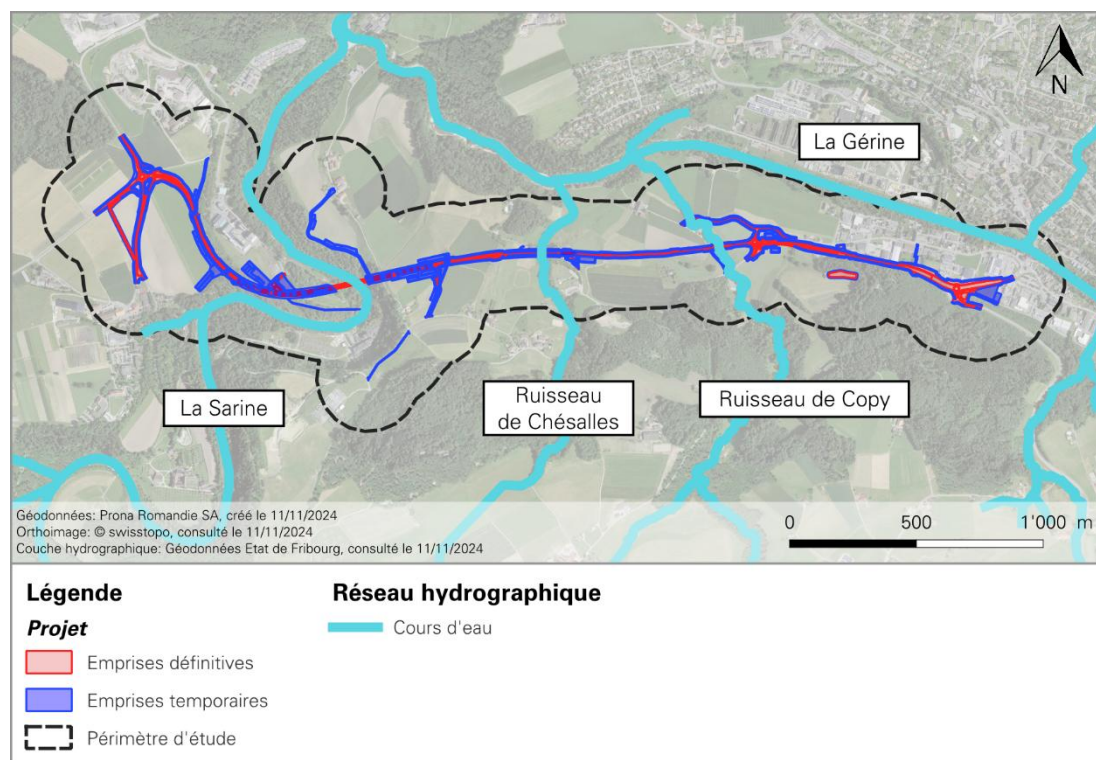 N
La Gérine
La Sarine
Ruisseau
de Chésalles
Ruisseau de Copy
Géodonnées: Prona Romandie SA, créé le 11/11/2024
Orthoimage: © swisstopo, consulté le 11/11/2024
Couche hydrographique: Géodonnées Etat de Fribourg, consulté le 11/11/2024
0 500 1'000 m
Légende
Projet
Emprises définitives
Emprises temporaires
Périmètre d'étude
Réseau hydrographique
Cours d'eau